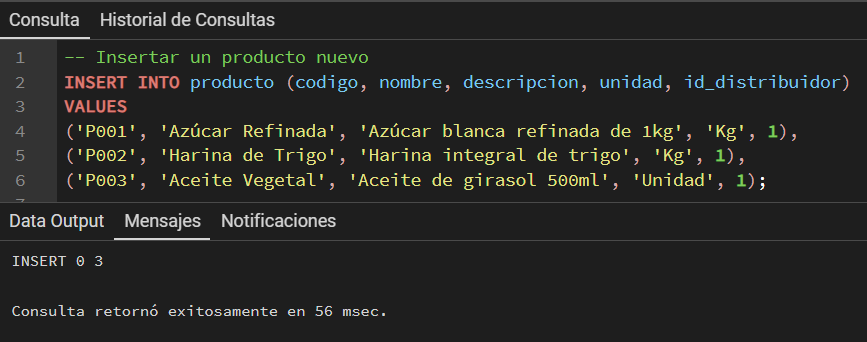 Consulta Historial de Consultas
1 -- Insertar un producto nuevo
2 INSERT INTO producto (codigo, nombre, descripcion, unidad, id_distribuidor)
3 VALUES
4 ('P001', 'Azúcar Refinada', 'Azúcar blanca refinada de 1kg', 'Kg', 1),
5 ('P002', 'Harina de Trigo', 'Harina integral de trigo', 'Kg', 1),
6 ('P003', 'Aceite Vegetal', 'Aceite de girasol 500ml', 'Unidad', 1);
Data Output Mensajes Notificaciones
INSERT 0 3
Consulta retornó exitosamente en 56 msec.